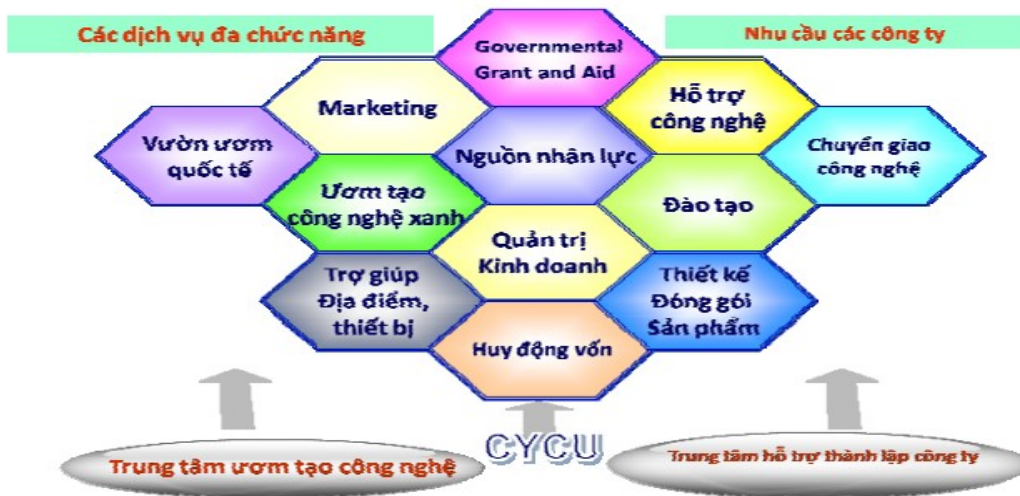 Các dịch vụ đa chức năng
Nhu cầu các công ty
Governmental
Grant and Aid
Marketing
Hỗ trợ
công nghệ
Vườn ươm
quốc tế
Nguồn nhân lực
Chuyển giao
công nghệ
Ươm tạo
công nghệ xanh
Đào tạo
Quản trị
Kinh doanh
Trợ giúp
Địa điểm,
thiết bị
Thiết kế
Đóng gói
Sản phẩm
Huy động vốn
CYCU
Trung tâm ươm tạo công nghệ
Trung tâm hỗ trợ thành lập công ty